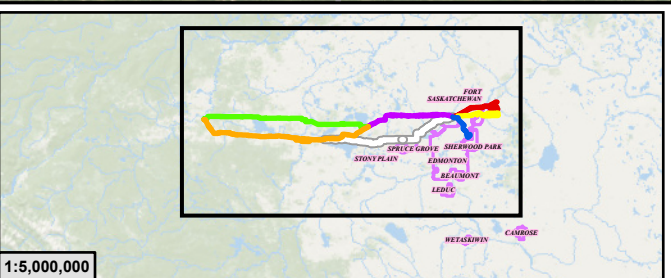 FORT
SASKATCHEWAN
SPRUCE GROVE
SHERWOOD PARK
STONY PLAIN
EDMONTON
BEAUMONT
LEDUC
CAMROSE
WETASKIWIN
1:5,000,000